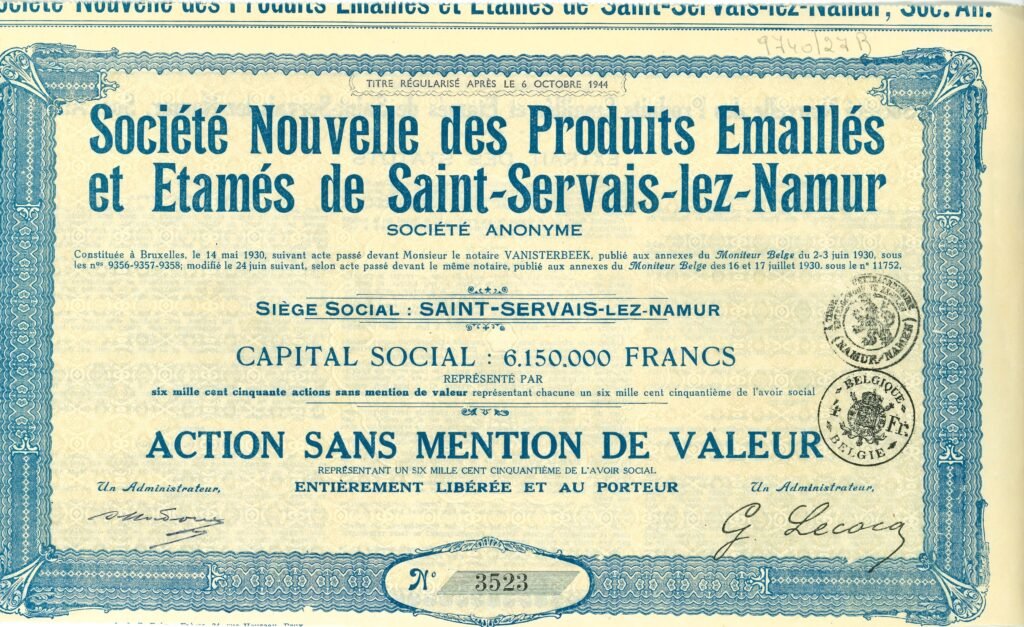 Société Nouvelle des Produits Emaillés et Etamés de Saint-Servais-lez-Namur, Soc. An.
9740/27B
TITRE RÉGULARISÉ APRÈS LE 6 OCTOBRE 1944
Société Nouvelle des Produits Emaillés
et Etamés de Saint-Servais-lez-Namur
SOCIÉTÉ ANONYME
Constituée à Bruxelles, le 14 mai 1930, suivant acte passé devant Monsieur le notaire VANISTERBEEK, publié aux annexes du Moniteur Belge du 2-3 juin 1930, sous
les nos 9356-9357-9358; modifié le 24 juin suivant, selon acte passé devant le même notaire, publié aux annexes du Moniteur Belge des 16 et 17 juillet 1930, sous le n° 11752.
SIÈGE SOCIAL : SAINT-SERVAIS-LEZ-NAMUR
(NAMUR/NAMEN)
CAPITAL SOCIAL : 6.150.000 FRANCS
REPRÉSENTÉ PAR
six mille cent cinquante actions sans mention de valeur représentant chacune un six mille cent cinquantième de l'avoir social
BELGIQUE
4 Fr.
BELGIE
ACTION SANS MENTION DE VALEUR
REPRÉSENTANT UN SIX MILLE CENT CINQUANTIÈME DE L'AVOIR SOCIAL
ENTIÈREMENT LIBÉRÉE ET AU PORTEUR
Un Administrateur,
Un Administrateur,
G Lecocq
N° 3523